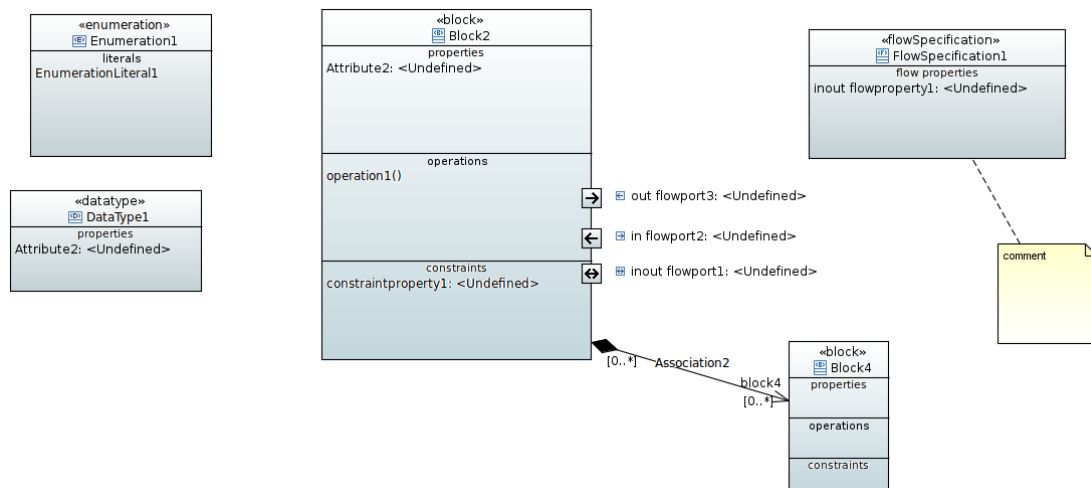 «enumeration»
Enumeration1
literals
EnumerationLiteral1
«datatype»
DataType1
properties
Attribute2: <Undefined>
«block»
Block2
properties
Attribute2: <Undefined>
operations
operation1()
constraints
constraintproperty1: <Undefined>
out flowport3: <Undefined>
in flowport2: <Undefined>
inout flowport1: <Undefined>
«flowSpecification»
FlowSpecification1
flow properties
inout flowproperty1: <Undefined>
comment
[0..*]
Association2
block4
[0..*]
«block»
Block4
properties
operations
constraints